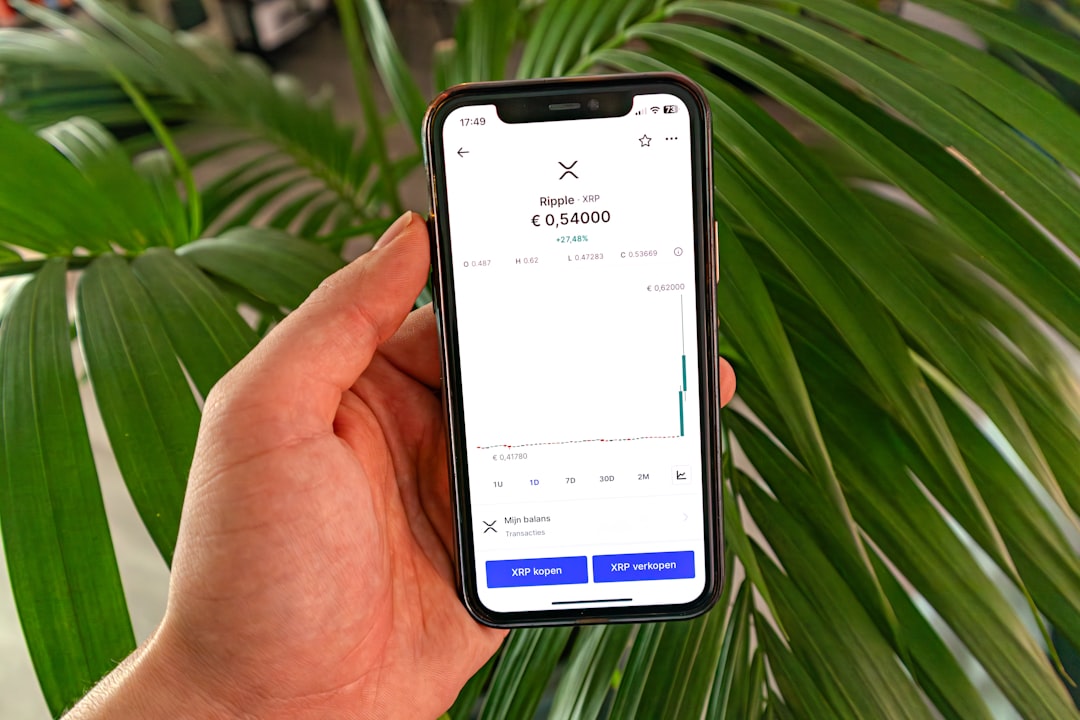 17:49
73
Ripple · XRP
€ 0,54000
+27,48%
O 0.487 H 0.62 L 0.47283 C 0.53669
€ 0,62000
€ 0,41780
1U 1D 7D 30D 2M
Mijn balans
Transacties
XRP kopen XRP verkopen